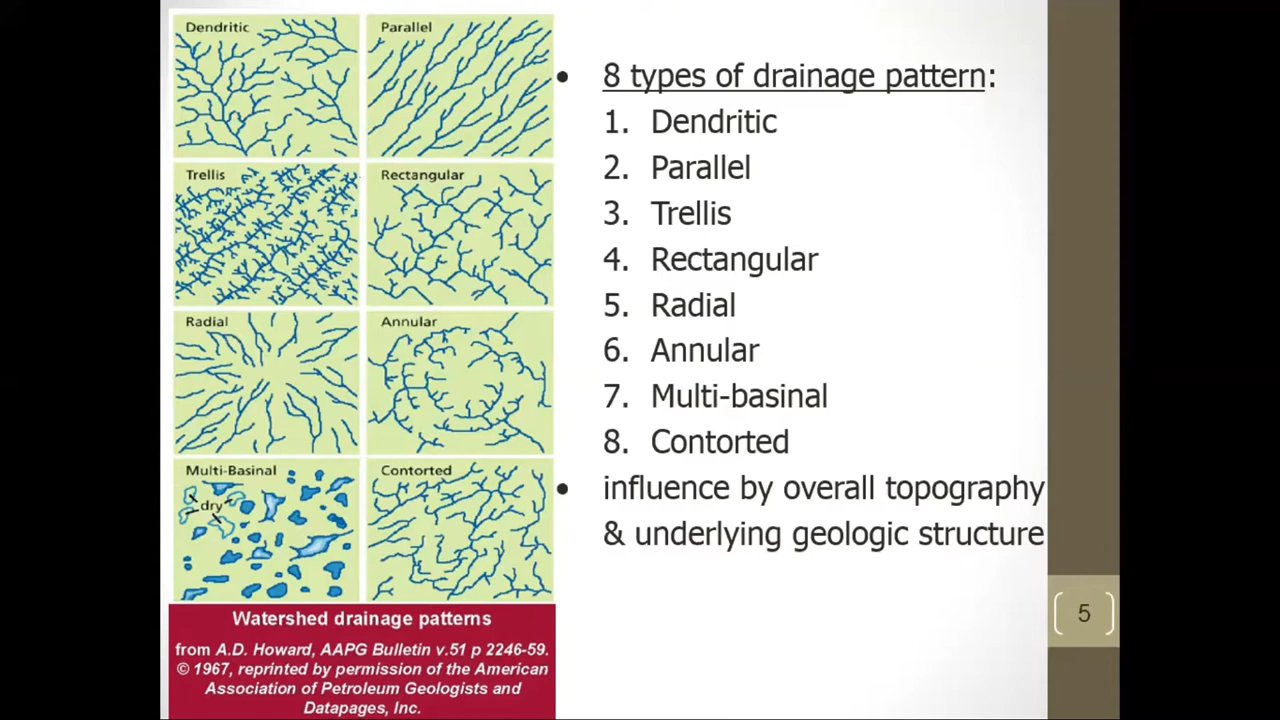 Dendritic
Parallel
Trellis
Rectangular
Radial
Annular
Multi-Basinal
dry
Contorted
Watershed drainage patterns
from A.D. Howard, AAPG Bulletin v.51 p 2246-59.
© 1967, reprinted by permission of the American
Association of Petroleum Geologists and
Datapages, Inc.
• 8 types of drainage pattern:
1. Dendritic
2. Parallel
3. Trellis
4. Rectangular
5. Radial
6. Annular
7. Multi-basinal
8. Contorted
• influence by overall topography
& underlying geologic structure
5